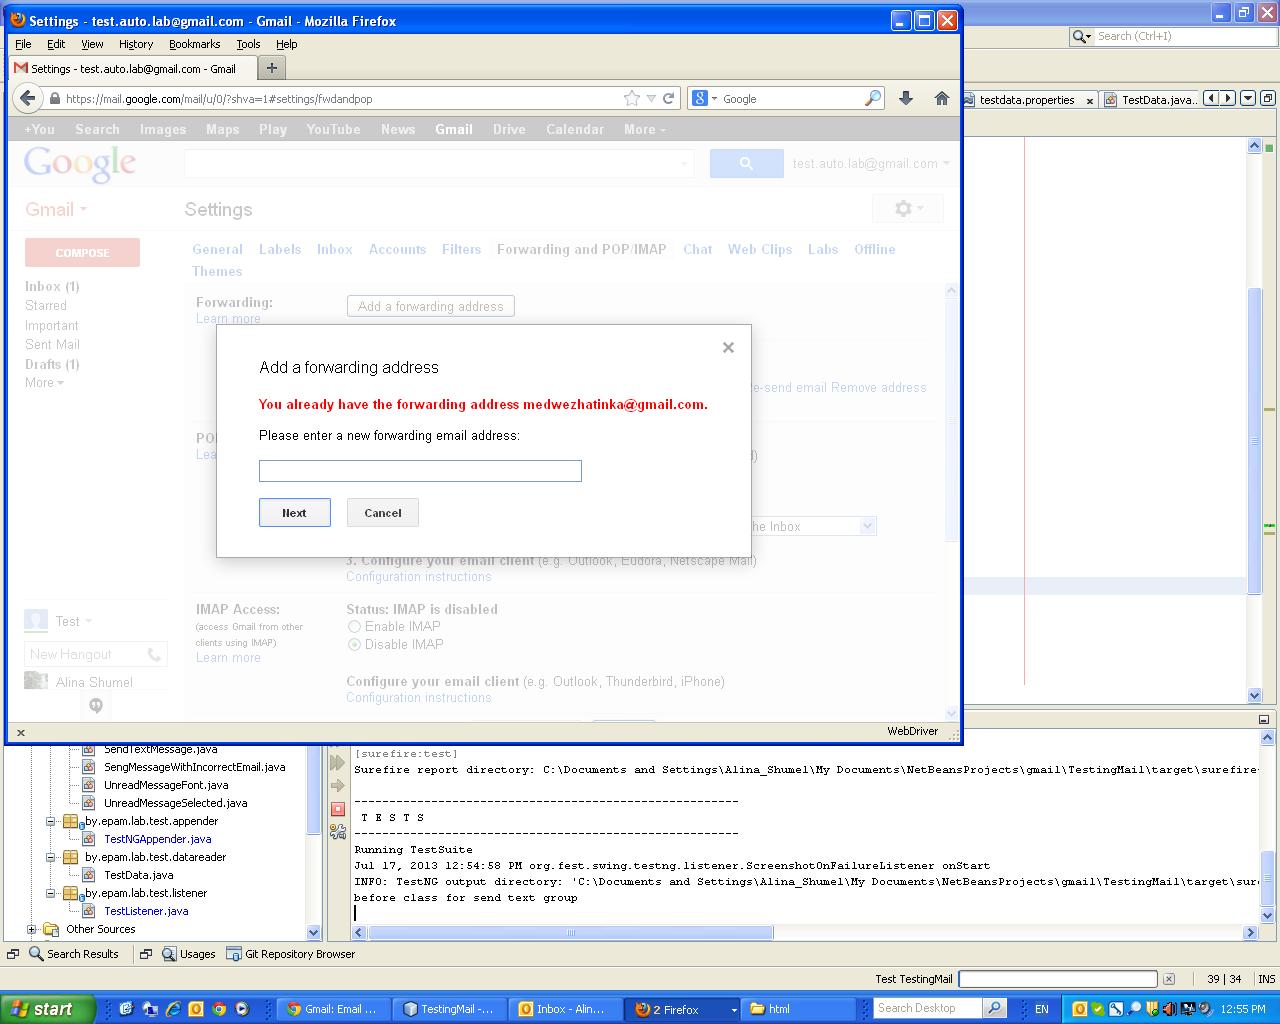 Settings - test.auto.lab@gmail.com - Gmail - Mozilla Firefox
File Edit View History Bookmarks Tools Help
Search (Ctrl+I)
Settings - test.auto.lab@gmail.com - Gmail
https://mail.google.com/mail/u/0/?shva=1#settings/fwdandpop
Google
testdata.properties
TestData.java..
+You Search Images Maps Play YouTube News Gmail Drive Calendar More
Google
test.auto.lab@gmail.com
Gmail
Settings
COMPOSE
General Labels Inbox Accounts Filters Forwarding and POP/IMAP Chat Web Clips Labs Offline
Themes
Inbox (1)
Starred
Important
Sent Mail
Drafts (1)
More
Forwarding:
Learn more
Add a forwarding address
Add a forwarding address
You already have the forwarding address medwezhatinka@gmail.com.
Please enter a new forwarding email address:
Next
Cancel
e-send email Remove address
PO
Lea
he Inbox
3. Configure your email client (e.g. Outlook, Eudora, Netscape Mail)
Configuration instructions
IMAP Access:
(access Gmail from other
clients using IMAP)
Learn more
Status: IMAP is disabled
Enable IMAP
Disable IMAP
Configure your email client (e.g. Outlook, Thunderbird, iPhone)
Configuration instructions
Test
New Hangout
Alina Shumel
WebDriver
SendTextMessage.java
SengMessageWithIncorrectEmail.java
UnreadMessageFont.java
UnreadMessageSelected.java
by.epam.lab.test.appender
TestNGAppender.java
by.epam.lab.test.datareader
TestData.java
by.epam.lab.test.listener
TestListener.java
Other Sources
[surefire:test]
Surefire report directory: C:\Documents and Settings\Alina_Shumel\My Documents\NetBeansProjects\gmail\TestingMail\target\surefire
-------------------------------------------------------
T E S T S
-------------------------------------------------------
Running TestSuite
Jul 17, 2013 12:54:58 PM org.fest.swing.testng.listener.ScreenshotOnFailureListener onStart
INFO: TestNG output directory: 'C:\Documents and Settings\Alina_Shumel\My Documents\NetBeansProjects\gmail\TestingMail\target\sure
before class for send text group
Search Results
Usages
Git Repository Browser
Test TestingMail
39 | 34
INS
start
Gmail: Email ...
TestingMail -...
Inbox - Alin...
2 Firefox
html
Search Desktop
EN
12:55 PM